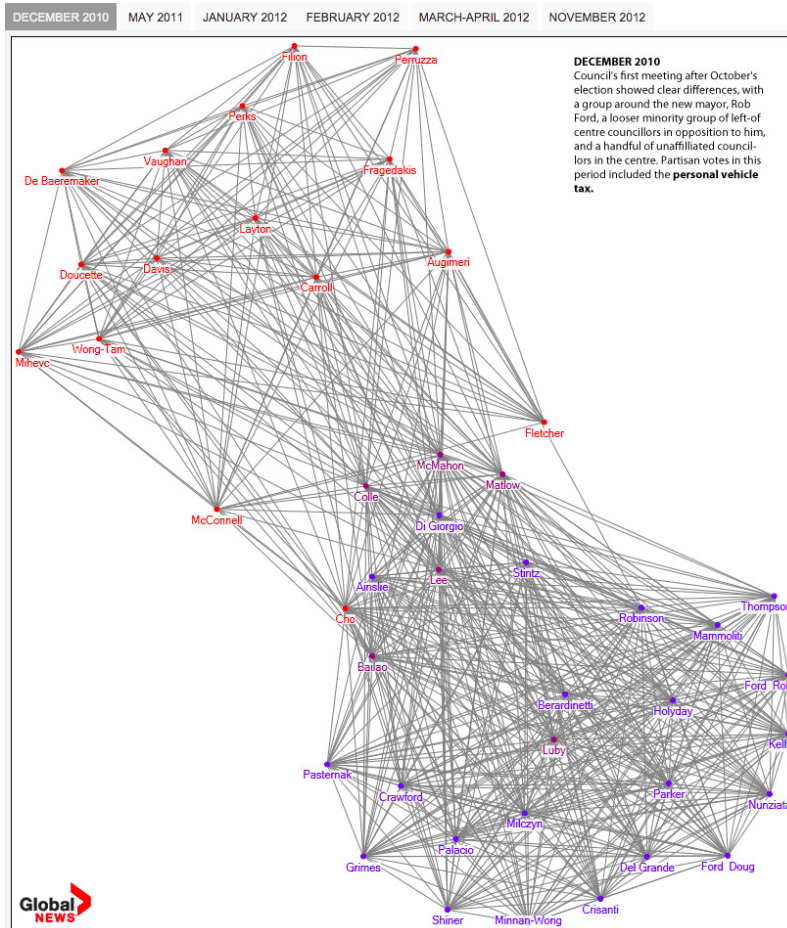 DECEMBER 2010 MAY 2011 JANUARY 2012 FEBRUARY 2012 MARCH-APRIL 2012 NOVEMBER 2012
DECEMBER 2010
Council's first meeting after October's
election showed clear differences, with
a group around the new mayor, Rob
Ford, a looser minority group of left-of
centre councillors in opposition to him,
and a handful of unaffilliated council-
lors in the centre. Partisan votes in this
period included the personal vehicle
tax.
Filion
Perruzza
Perks
Vaughan
Fragedakis
De Baeremaker
Layton
Augimeri
Doucette
Davis
Carroll
Wong-Tam
Mihevc
Fletcher
McMahon
Matlow
Colle
McConnell
Di Giorgio
Stintz
Ainslie
Lee
Thompson
Cho
Robinson
Mammoliti
Bailao
Ford Rob
Berardinetti
Holyday
Luby
Kelly
Pasternak
Crawford
Parker
Nunziata
Milczyn
Palacio
Grimes
Del Grande
Ford Doug
Crisanti
Shiner
Minnan-Wong
Global
NEWS